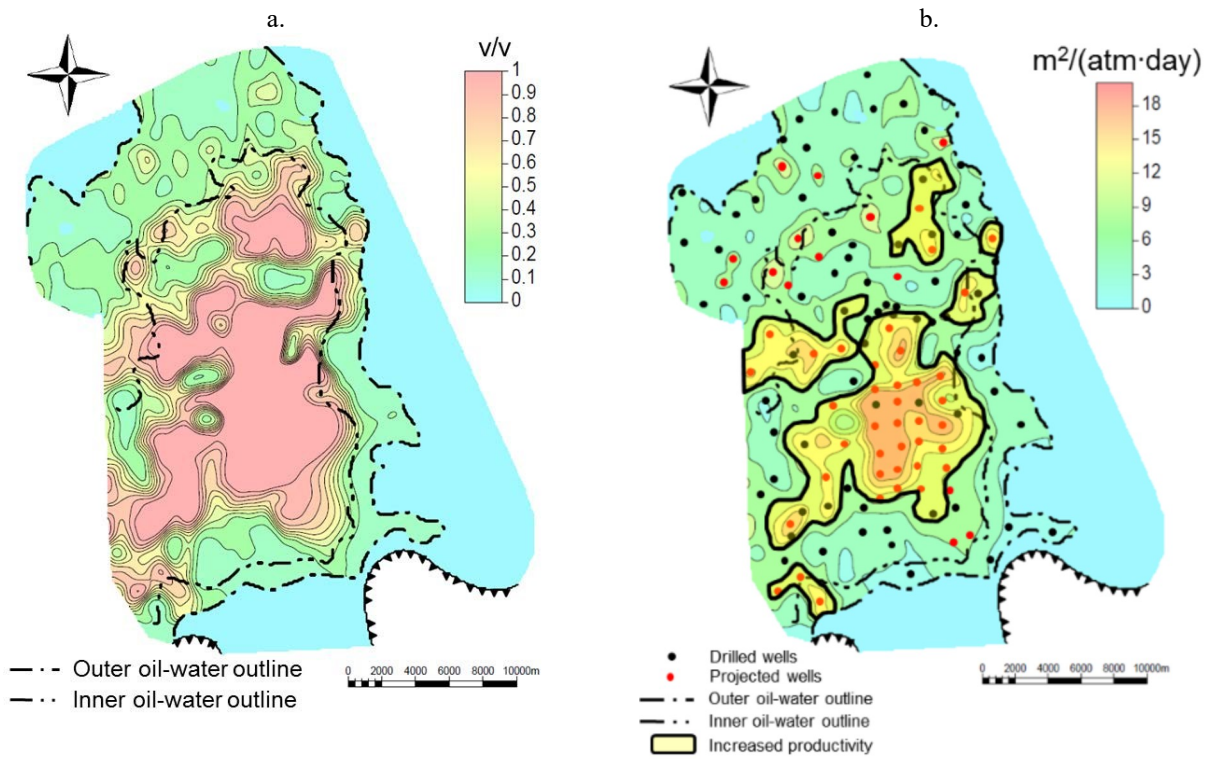 a.
v/v
1
0.9
0.8
0.7
0.6
0.5
0.4
0.3
0.2
0.1
0
Outer oil-water outline
Inner oil-water outline
0 2000 4000 6000 8000 10000m
b.
m²/(atm·day)
18
15
12
9
6
3
0
Drilled wells
Projected wells
Outer oil-water outline
Inner oil-water outline
Increased productivity
0 2000 4000 6000 8000 10000m